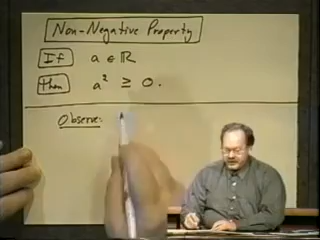 Non-Negative Property
If a ∈ ℝ
then a² ≥ 0.
Observe: